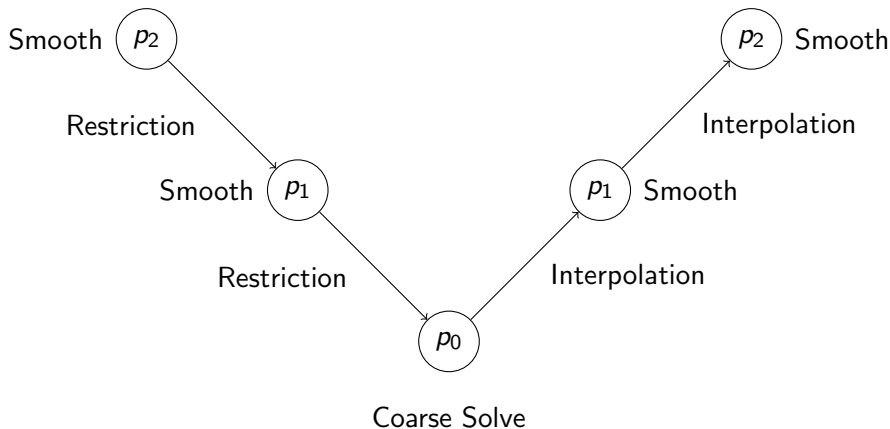 Smooth p₂ p₂ Smooth
Restriction Interpolation
Smooth p₁ p₁ Smooth
Restriction Interpolation
p₀
Coarse Solve